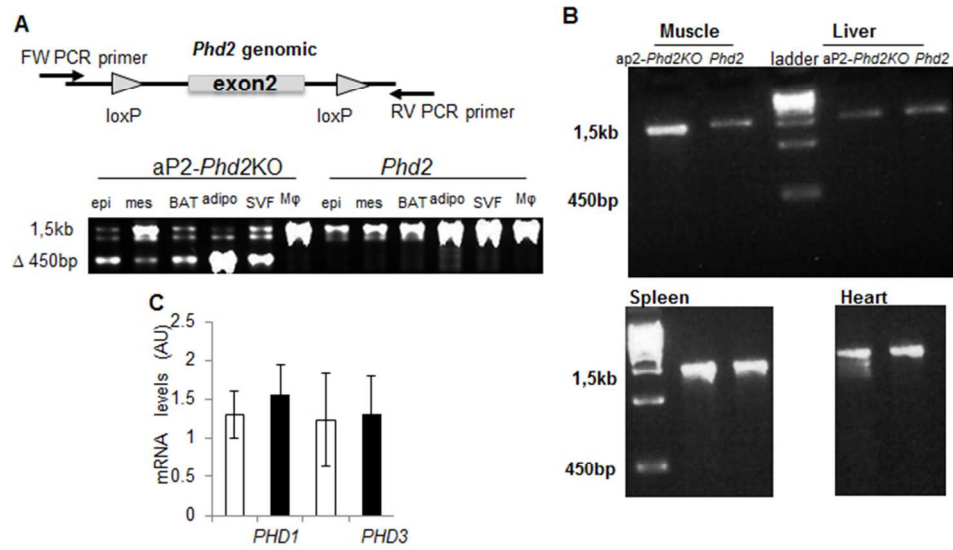 A
Phd2 genomic
FW PCR primer
exon2
loxP
loxP
RV PCR primer
aP2-Phd2KO
Phd2
epi mes BAT adipo SVF Mφ epi mes BAT adipo SVF Mφ
1,5kb
Δ 450bp
B
Muscle
Liver
ap2-Phd2KO Phd2 ladder aP2-Phd2KO Phd2
1,5kb
450bp
Spleen
Heart
1,5kb
450bp
C
mRNA levels (AU)
2.5
2
1.5
1
0.5
0
PHD1
PHD3